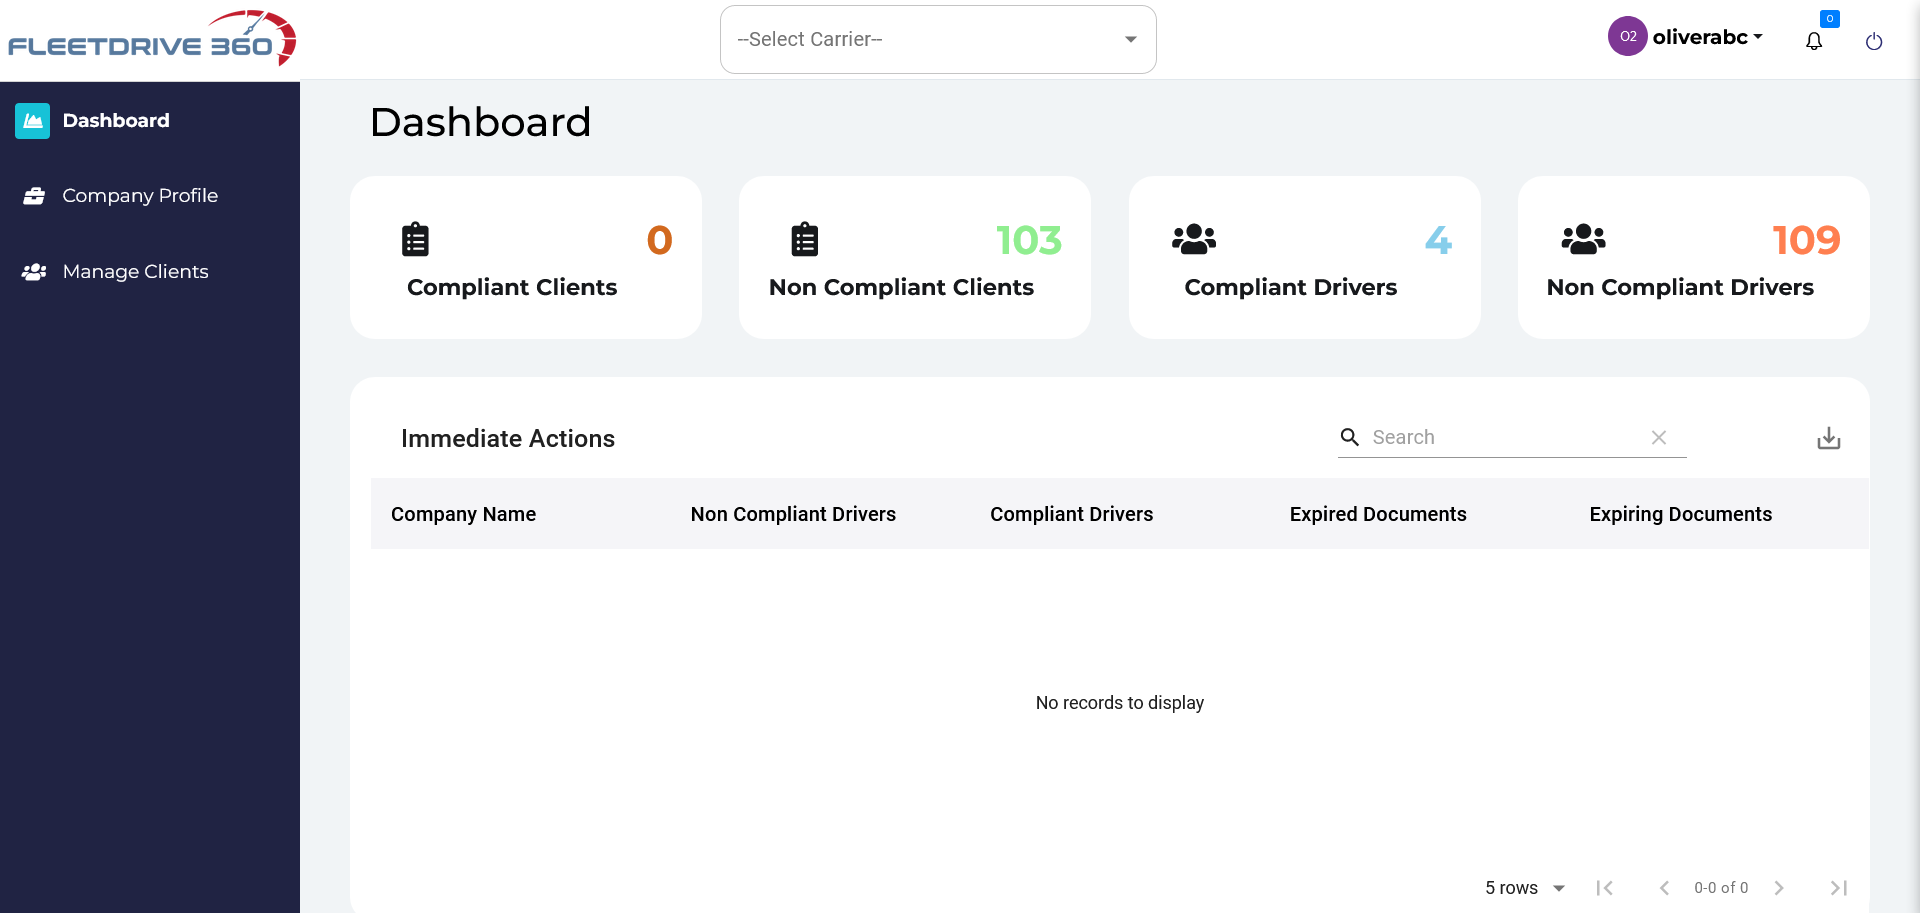 FLEETDRIVE 360
--Select Carrier--
O2
oliverabc
0
Dashboard
Company Profile
Manage Clients
Dashboard
0
Compliant Clients
103
Non Compliant Clients
4
Compliant Drivers
109
Non Compliant Drivers
Immediate Actions
Search
Company Name
Non Compliant Drivers
Compliant Drivers
Expired Documents
Expiring Documents
No records to display
5 rows
0-0 of 0